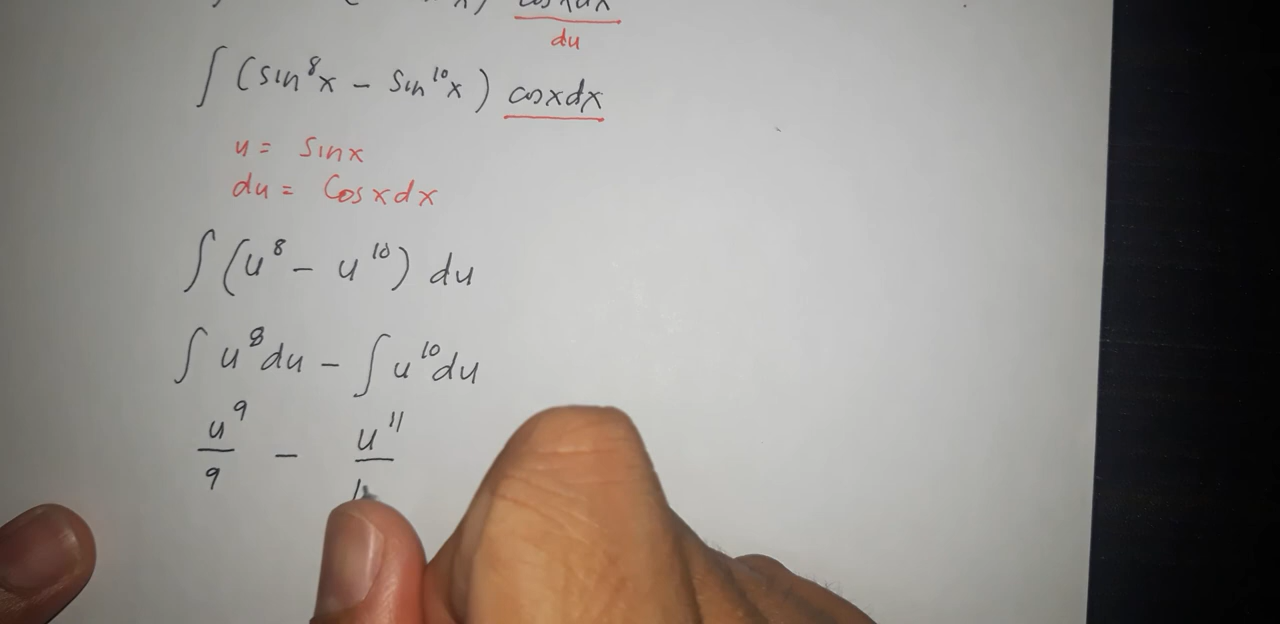 du
∫ (sin⁸x − sin¹⁰x) cosxdx
u = sinx
du = cosxdx
∫ (u⁸ − u¹⁰) du
∫ u⁸du − ∫ u¹⁰du
u⁹/9 − u¹¹/